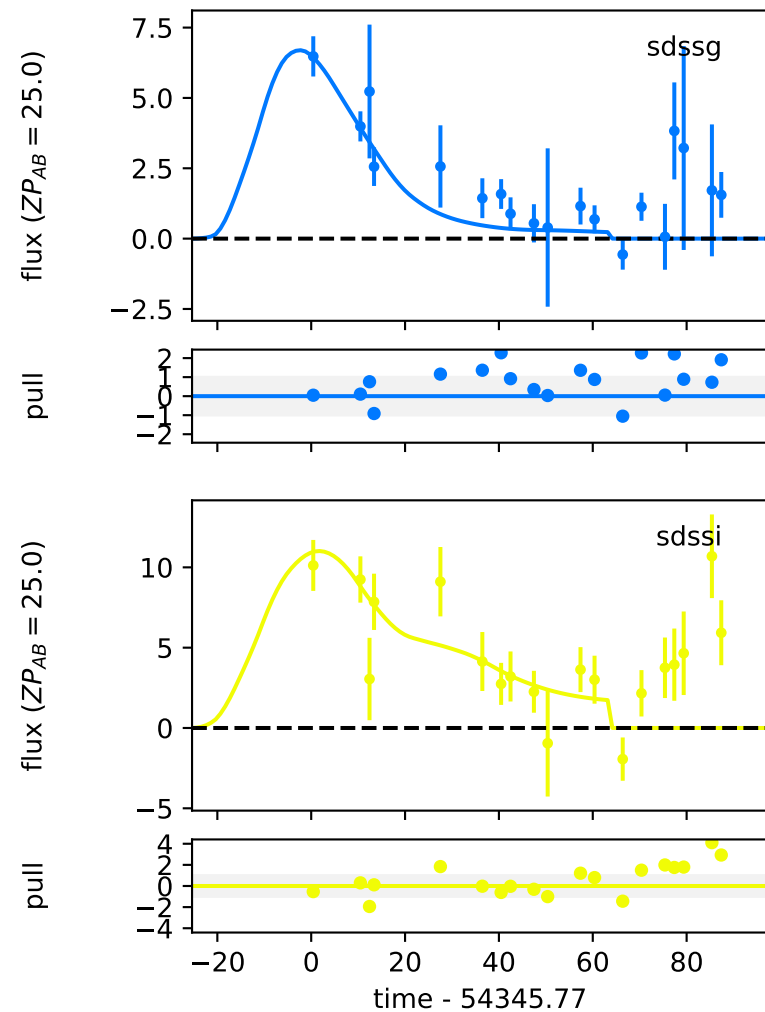 7.5
5.0
2.5
0.0
−2.5
flux (ZP_AB = 25.0)
sdssg
2
1
0
−1
−2
pull
10
5
0
−5
flux (ZP_AB = 25.0)
sdssi
4
2
0
−2
−4
pull
−20 0 20 40 60 80
time - 54345.77